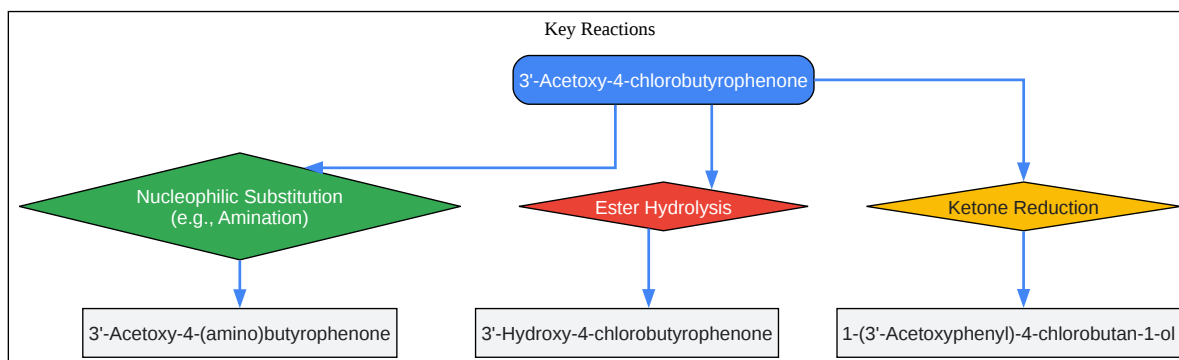 Key Reactions
3'-Acetoxy-4-chlorobutyrophenone
Nucleophilic Substitution
(e.g., Amination)
Ester Hydrolysis
Ketone Reduction
3'-Acetoxy-4-(amino)butyrophenone
3'-Hydroxy-4-chlorobutyrophenone
1-(3'-Acetoxyphenyl)-4-chlorobutan-1-ol